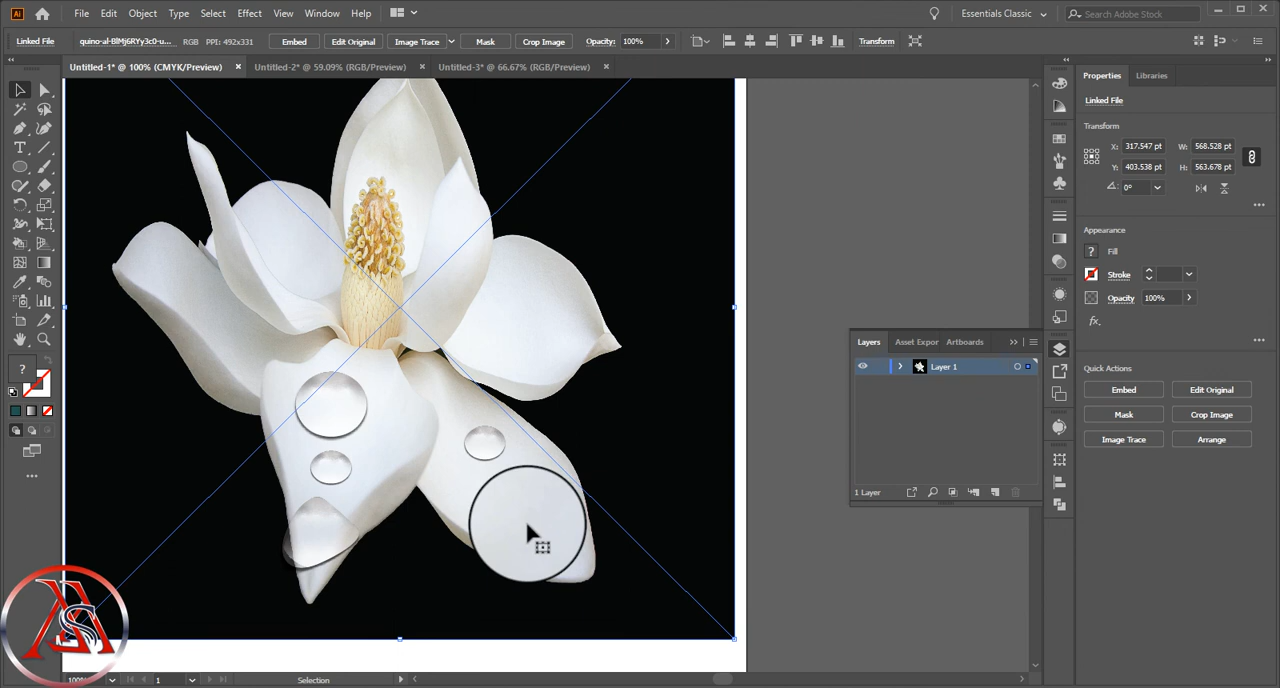 Ai File Edit Object Type Select Effect View Window Help Essentials Classic Search Adobe Stock
Linked File quino-al-BlMj6RYy3c0-u... RGB PPI: 492x331 Embed Edit Original Image Trace Mask Crop Image Opacity: 100% Transform
Untitled-1* @ 100% (CMYK/Preview) × Untitled-2* @ 59.09% (RGB/Preview) × Untitled-3* @ 66.67% (RGB/Preview) ×
Properties Libraries
Linked File
Transform
X: 317.547 pt W: 568.528 pt
Y: 403.538 pt H: 563.678 pt
0°
Appearance
? Fill
Stroke
Opacity 100%
fx.
Layers Asset Expor Artboards
Layer 1
Quick Actions
Embed Edit Original
Mask Crop Image
Image Trace Arrange
?
1 Layer
AS
100% 1 Selection